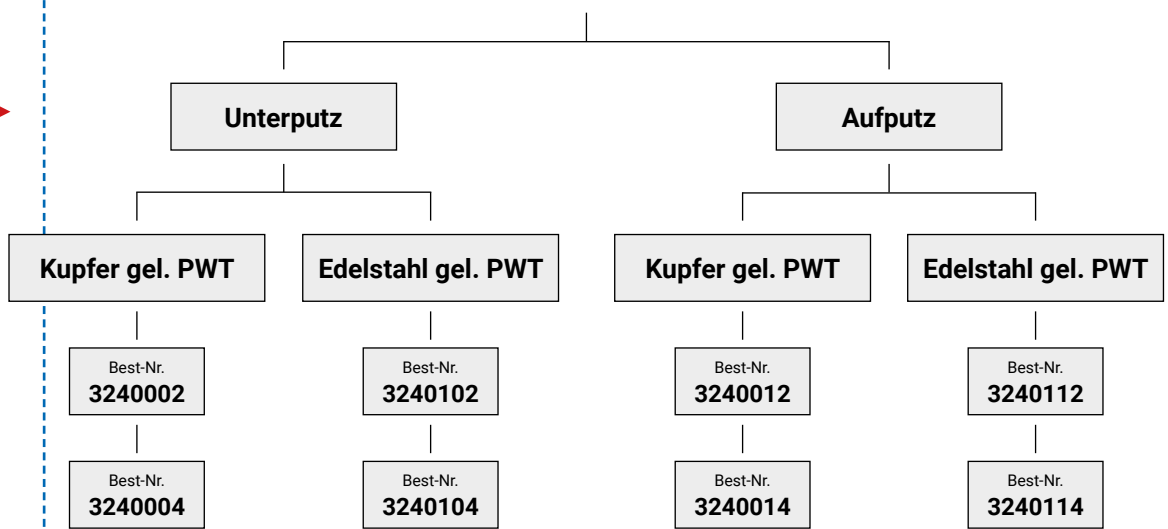 Unterputz
Aufputz
Kupfer gel. PWT
Edelstahl gel. PWT
Kupfer gel. PWT
Edelstahl gel. PWT
Best-Nr.
3240002
Best-Nr.
3240102
Best-Nr.
3240012
Best-Nr.
3240112
Best-Nr.
3240004
Best-Nr.
3240104
Best-Nr.
3240014
Best-Nr.
3240114